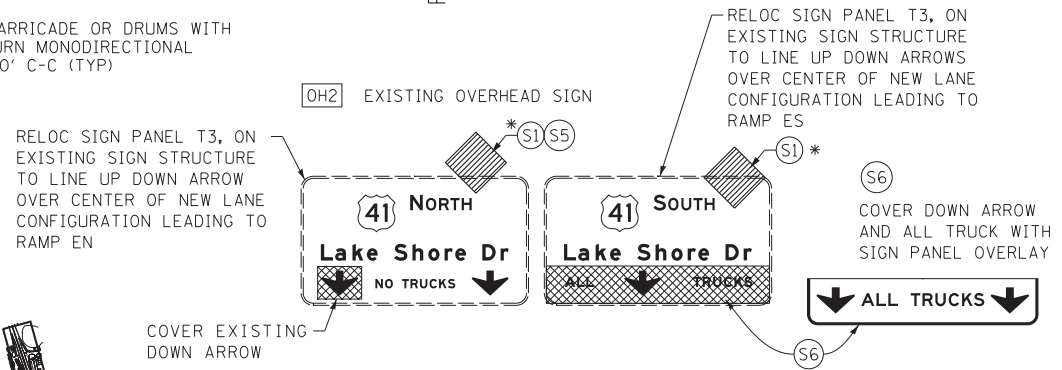 ARRICADE OR DRUMS WITH
URN MONODIRECTIONAL
0' C-C (TYP)
OH2 EXISTING OVERHEAD SIGN
RELOC SIGN PANEL T3, ON
EXISTING SIGN STRUCTURE
TO LINE UP DOWN ARROWS
OVER CENTER OF NEW LANE
CONFIGURATION LEADING TO
RAMP ES
RELOC SIGN PANEL T3, ON
EXISTING SIGN STRUCTURE
TO LINE UP DOWN ARROW
OVER CENTER OF NEW LANE
CONFIGURATION LEADING TO
RAMP EN
* S1 S5
S1 *
41 NORTH
Lake Shore Dr
NO TRUCKS
41 SOUTH
Lake Shore Dr
ALL TRUCKS
S6
COVER DOWN ARROW
AND ALL TRUCK WITH
SIGN PANEL OVERLAY
ALL TRUCKS
S6
COVER EXISTING
DOWN ARROW